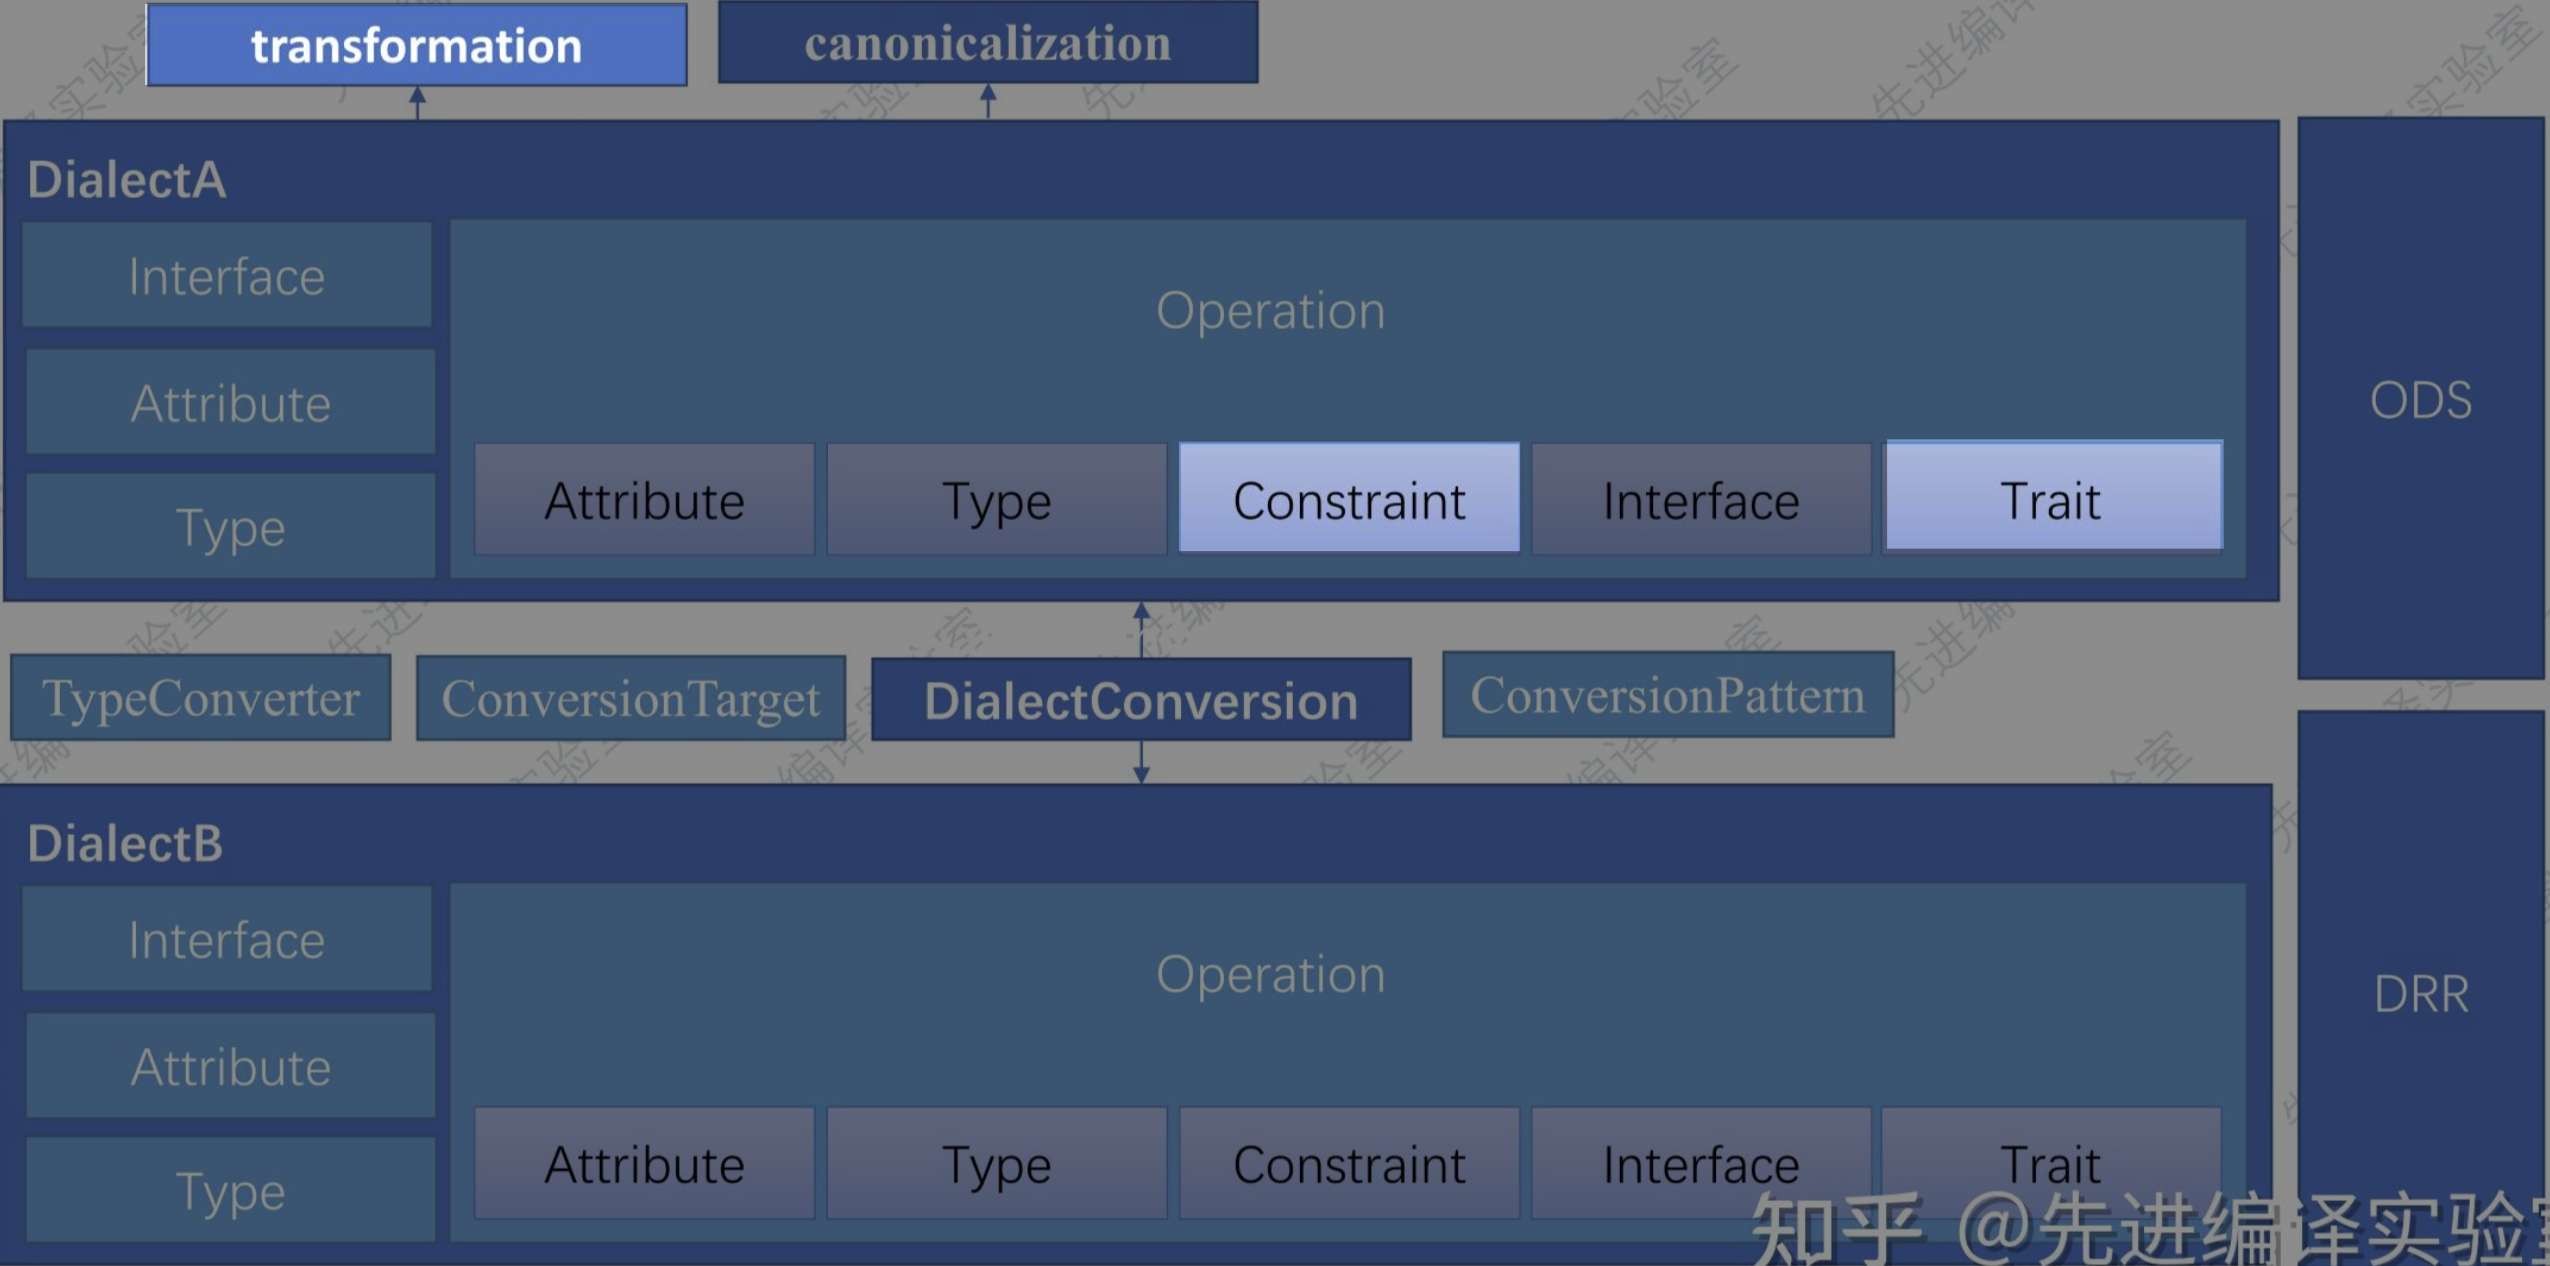 transformation
canonicalization
DialectA
Interface
Attribute
Type
Operation
Attribute
Type
Constraint
Interface
Trait
ODS
TypeConverter
ConversionTarget
DialectConversion
ConversionPattern
DialectB
Interface
Attribute
Type
Operation
Attribute
Type
Constraint
Interface
Trait
DRR
知乎 @先进编译实验室